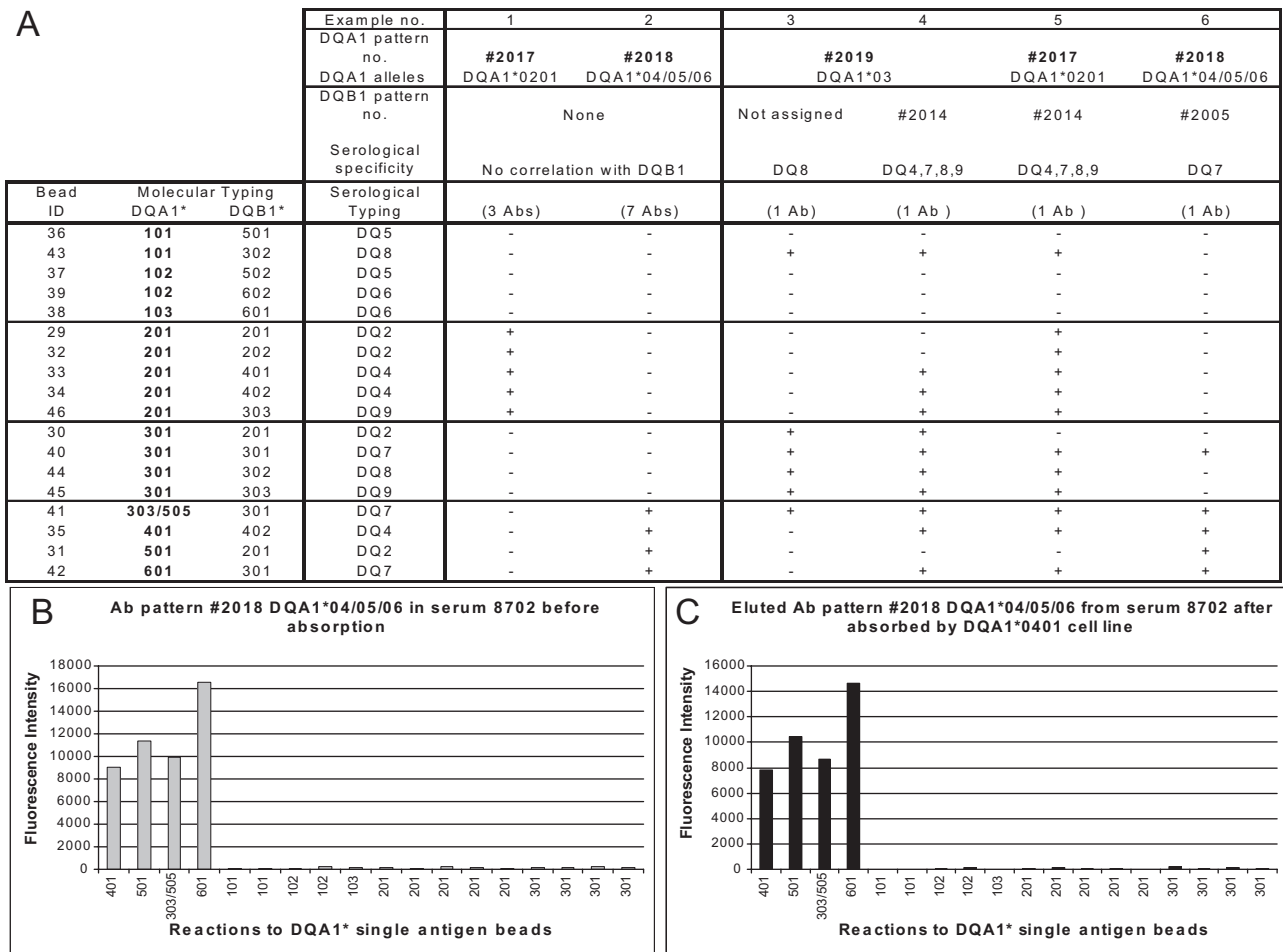 A
Example no. 1 2 3 4 5 6
DQA1 pattern no. #2017 #2018 #2019 #2017 #2018
DQA1 alleles DQA1*0201 DQA1*04/05/06 DQA1*03 DQA1*0201 DQA1*04/05/06
DQB1 pattern no. None Not assigned #2014 #2014 #2005
Serological specificity No correlation with DQB1 DQ8 DQ4,7,8,9 DQ4,7,8,9 DQ7
Bead ID Molecular Typing DQA1* DQB1* Serological Typing (3 Abs) (7 Abs) (1 Ab) (1 Ab ) (1 Ab ) (1 Ab)
36 101 501 DQ5 - - - - - -
43 101 302 DQ8 - - + + + -
37 102 502 DQ5 - - - - - -
39 102 602 DQ6 - - - - - -
38 103 601 DQ6 - - - - - -
29 201 201 DQ2 + - - - + -
32 201 202 DQ2 + - - - + -
33 201 401 DQ4 + - - + + -
34 201 402 DQ4 + - - + + -
46 201 303 DQ9 + - - + + -
30 301 201 DQ2 - - + + - -
40 301 301 DQ7 - - + + + +
44 301 302 DQ8 - - + + + -
45 301 303 DQ9 - - + + + -
41 303/505 301 DQ7 - + + + + +
35 401 402 DQ4 - + - + + +
31 501 201 DQ2 - + - - - +
42 601 301 DQ7 - + - + + +
B
Ab pattern #2018 DQA1*04/05/06 in serum 8702 before
absorption
Fluorescence Intensity
18000
16000
14000
12000
10000
8000
6000
4000
2000
0
401 501 303/505 601 101 101 102 102 103 201 201 201 201 201 301 301 301 301
Reactions to DQA1* single antigen beads
C
Eluted Ab pattern #2018 DQA1*04/05/06 from serum 8702 after
absorbed by DQA1*0401 cell line
Fluorescence Intensity
16000
14000
12000
10000
8000
6000
4000
2000
0
401 501 303/505 601 101 101 102 102 103 201 201 201 201 201 301 301 301 301
Reactions to DQA1* single antigen beads